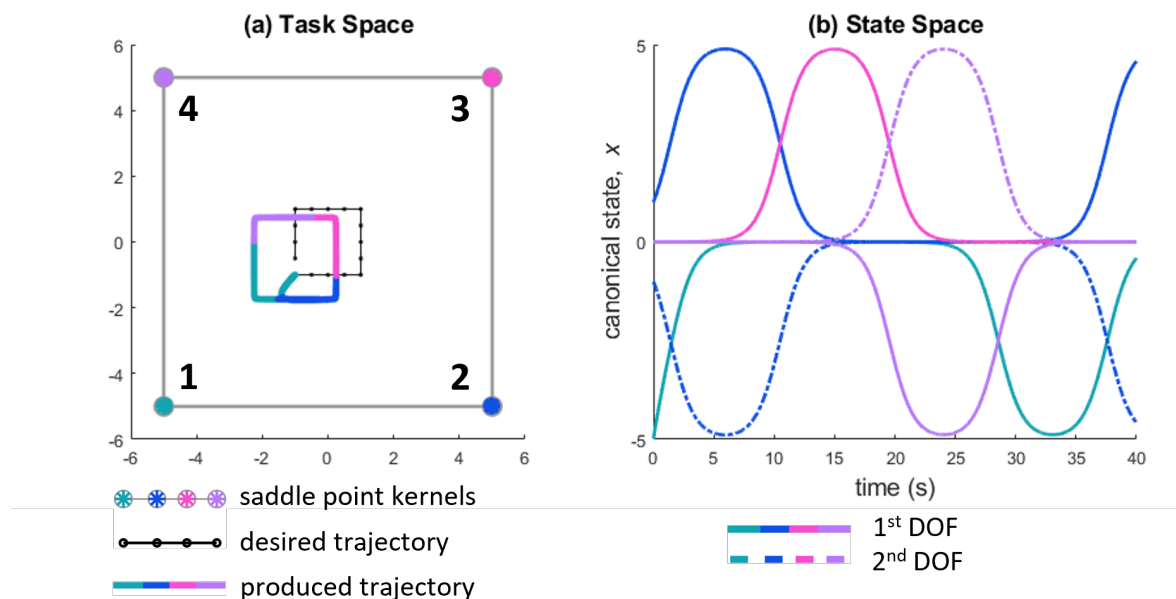 (a) Task Space
6
4
2
0
-2
-4
-6
-6 -4 -2 0 2 4 6
4 3
1 2
saddle point kernels
desired trajectory
produced trajectory
(b) State Space
canonical state, x
5
0
-5
0 5 10 15 20 25 30 35 40
time (s)
1st DOF
2nd DOF